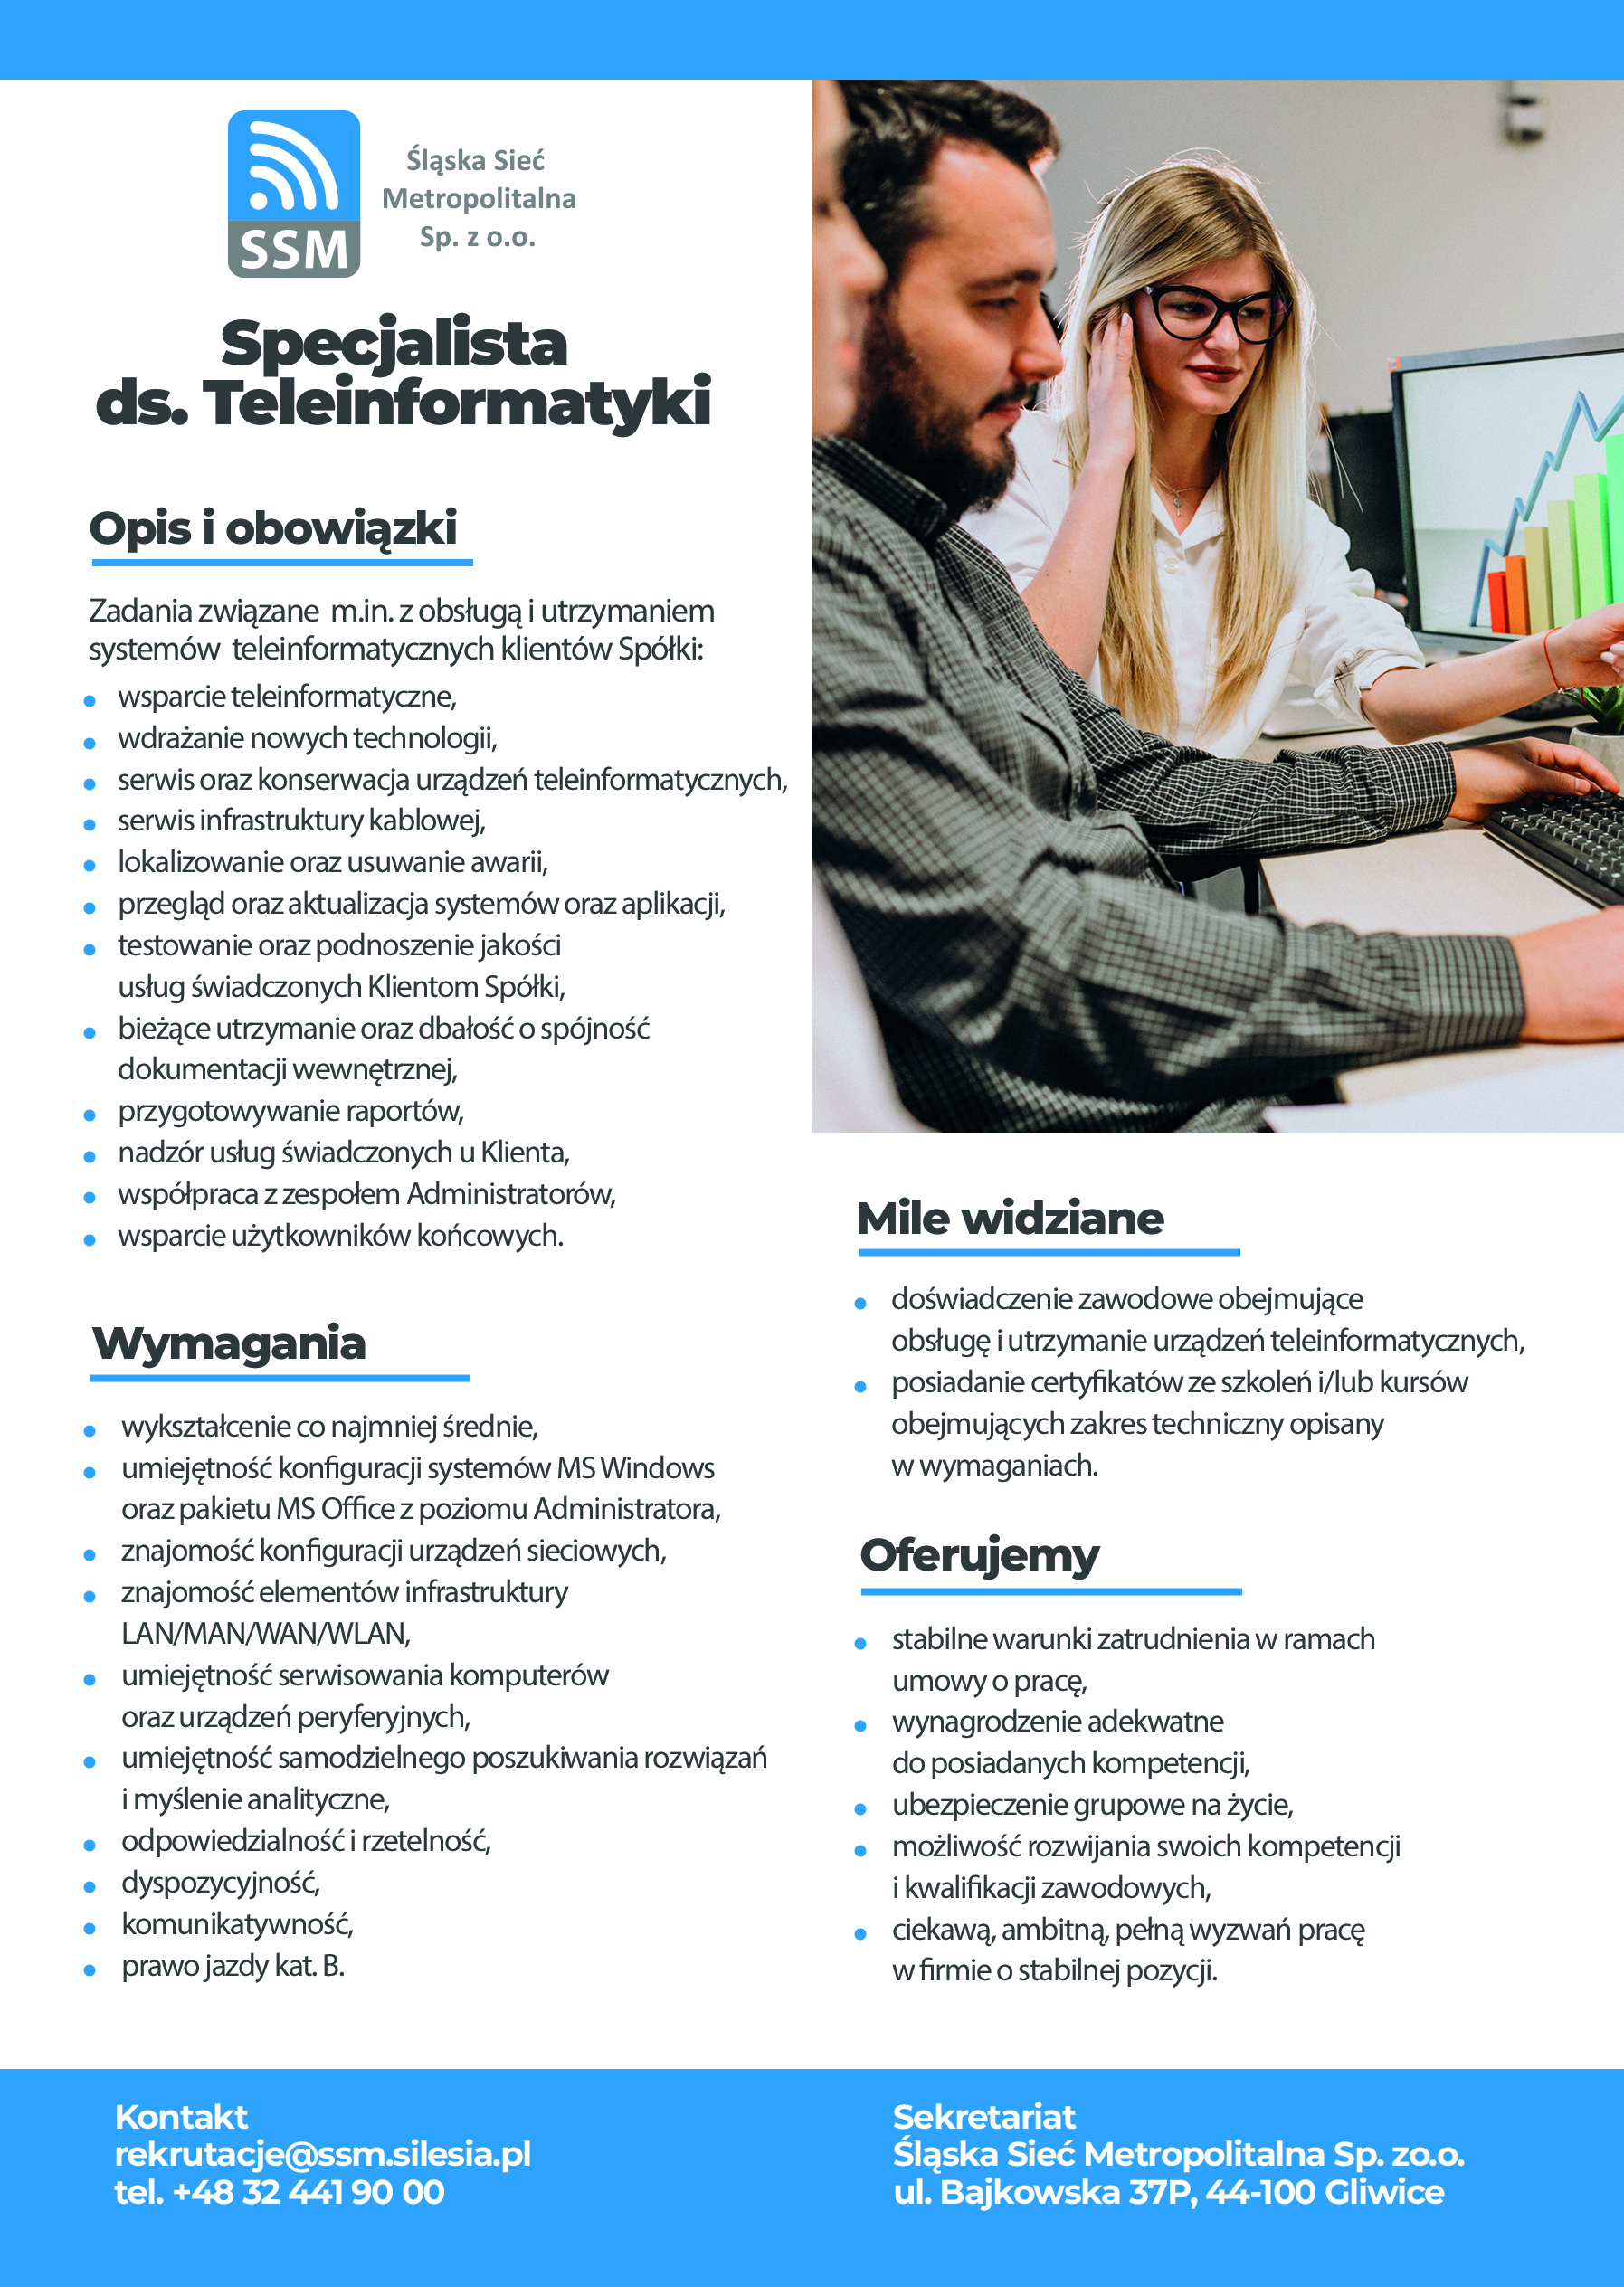 SSM
Śląska Sieć
Metropolitalna
Sp. z o.o.
Specjalista
ds. Teleinformatyki
Opis i obowiązki
Zadania związane m.in. z obsługą i utrzymaniem
systemów teleinformatycznych klientów Spółki:
wsparcie teleinformatyczne,
wdrażanie nowych technologii,
serwis oraz konserwacja urządzeń teleinformatycznych,
serwis infrastruktury kablowej,
lokalizowanie oraz usuwanie awarii,
przegląd oraz aktualizacja systemów oraz aplikacji,
testowanie oraz podnoszenie jakości
usług świadczonych Klientom Spółki,
bieżące utrzymanie oraz dbałość o spójność
dokumentacji wewnętrznej,
przygotowywanie raportów,
nadzór usług świadczonych u Klienta,
współpraca z zespołem Administratorów,
wsparcie użytkowników końcowych.
Wymagania
wykształcenie co najmniej średnie,
umiejętność konfiguracji systemów MS Windows
oraz pakietu MS Office z poziomu Administratora,
znajomość konfiguracji urządzeń sieciowych,
znajomość elementów infrastruktury
LAN/MAN/WAN/WLAN,
umiejętność serwisowania komputerów
oraz urządzeń peryferyjnych,
umiejętność samodzielnego poszukiwania rozwiązań
i myślenie analityczne,
odpowiedzialność i rzetelność,
dyspozycyjność,
komunikatywność,
prawo jazdy kat. B.
Mile widziane
doświadczenie zawodowe obejmujące
obsługę i utrzymanie urządzeń teleinformatycznych,
posiadanie certyfikatów ze szkoleń i/lub kursów
obejmujących zakres techniczny opisany
w wymaganiach.
Oferujemy
stabilne warunki zatrudnienia w ramach
umowy o pracę,
wynagrodzenie adekwatne
do posiadanych kompetencji,
ubezpieczenie grupowe na życie,
możliwość rozwijania swoich kompetencji
i kwalifikacji zawodowych,
ciekawą, ambitną, pełną wyzwań pracę
w firmie o stabilnej pozycji.
Kontakt
rekrutacje@ssm.silesia.pl
tel. +48 32 441 90 00
Sekretariat
Śląska Sieć Metropolitalna Sp. zo.o.
ul. Bajkowska 37P, 44-100 Gliwice